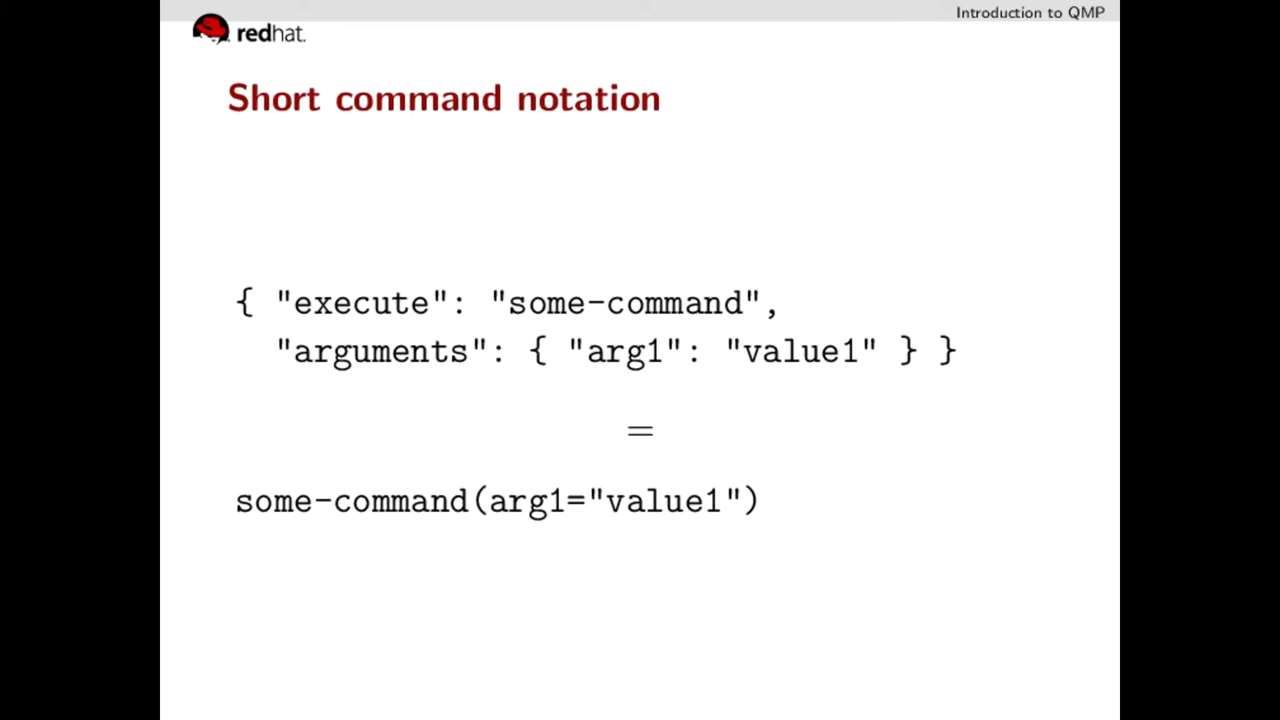 Introduction to QMP
redhat.
Short command notation
{ "execute": "some-command",
"arguments": { "arg1": "value1" } }
=
some-command(arg1="value1")